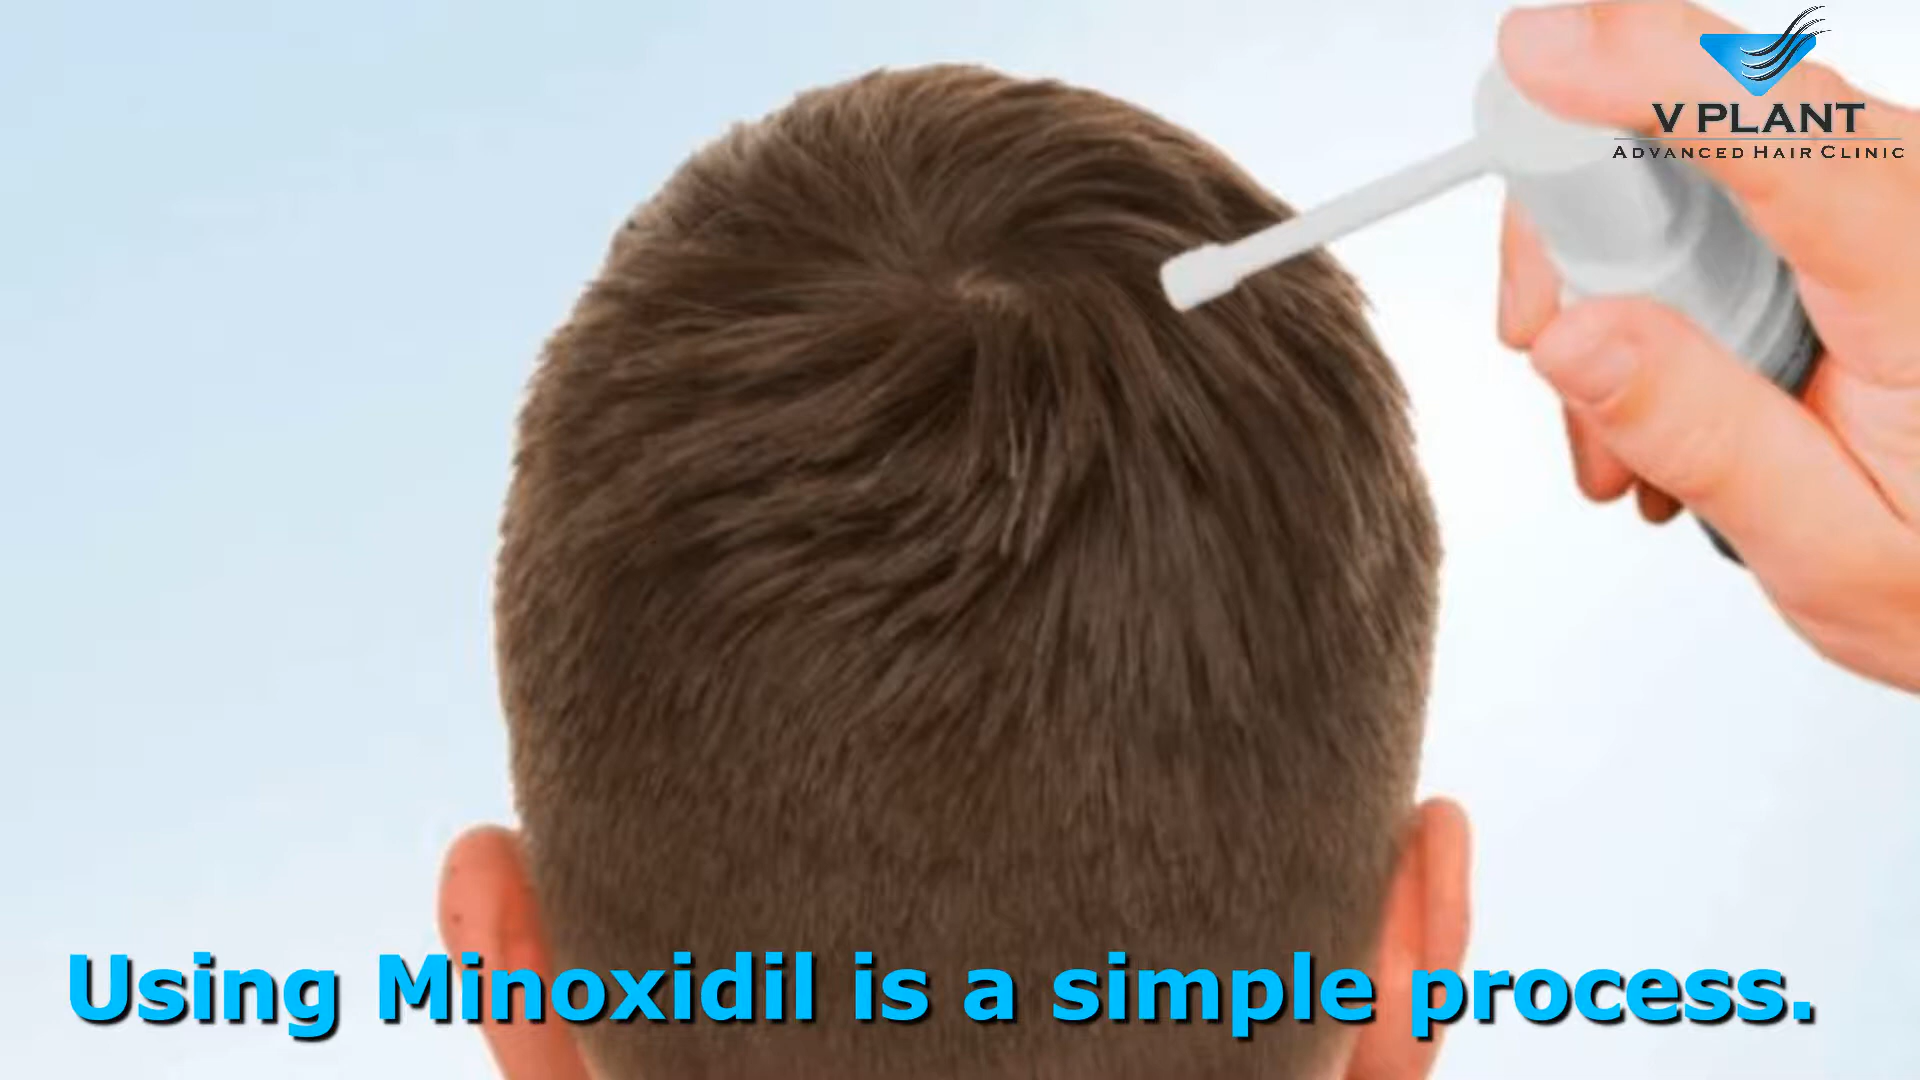 V PLANT
ADVANCED HAIR CLINIC
Using Minoxidil is a simple process.